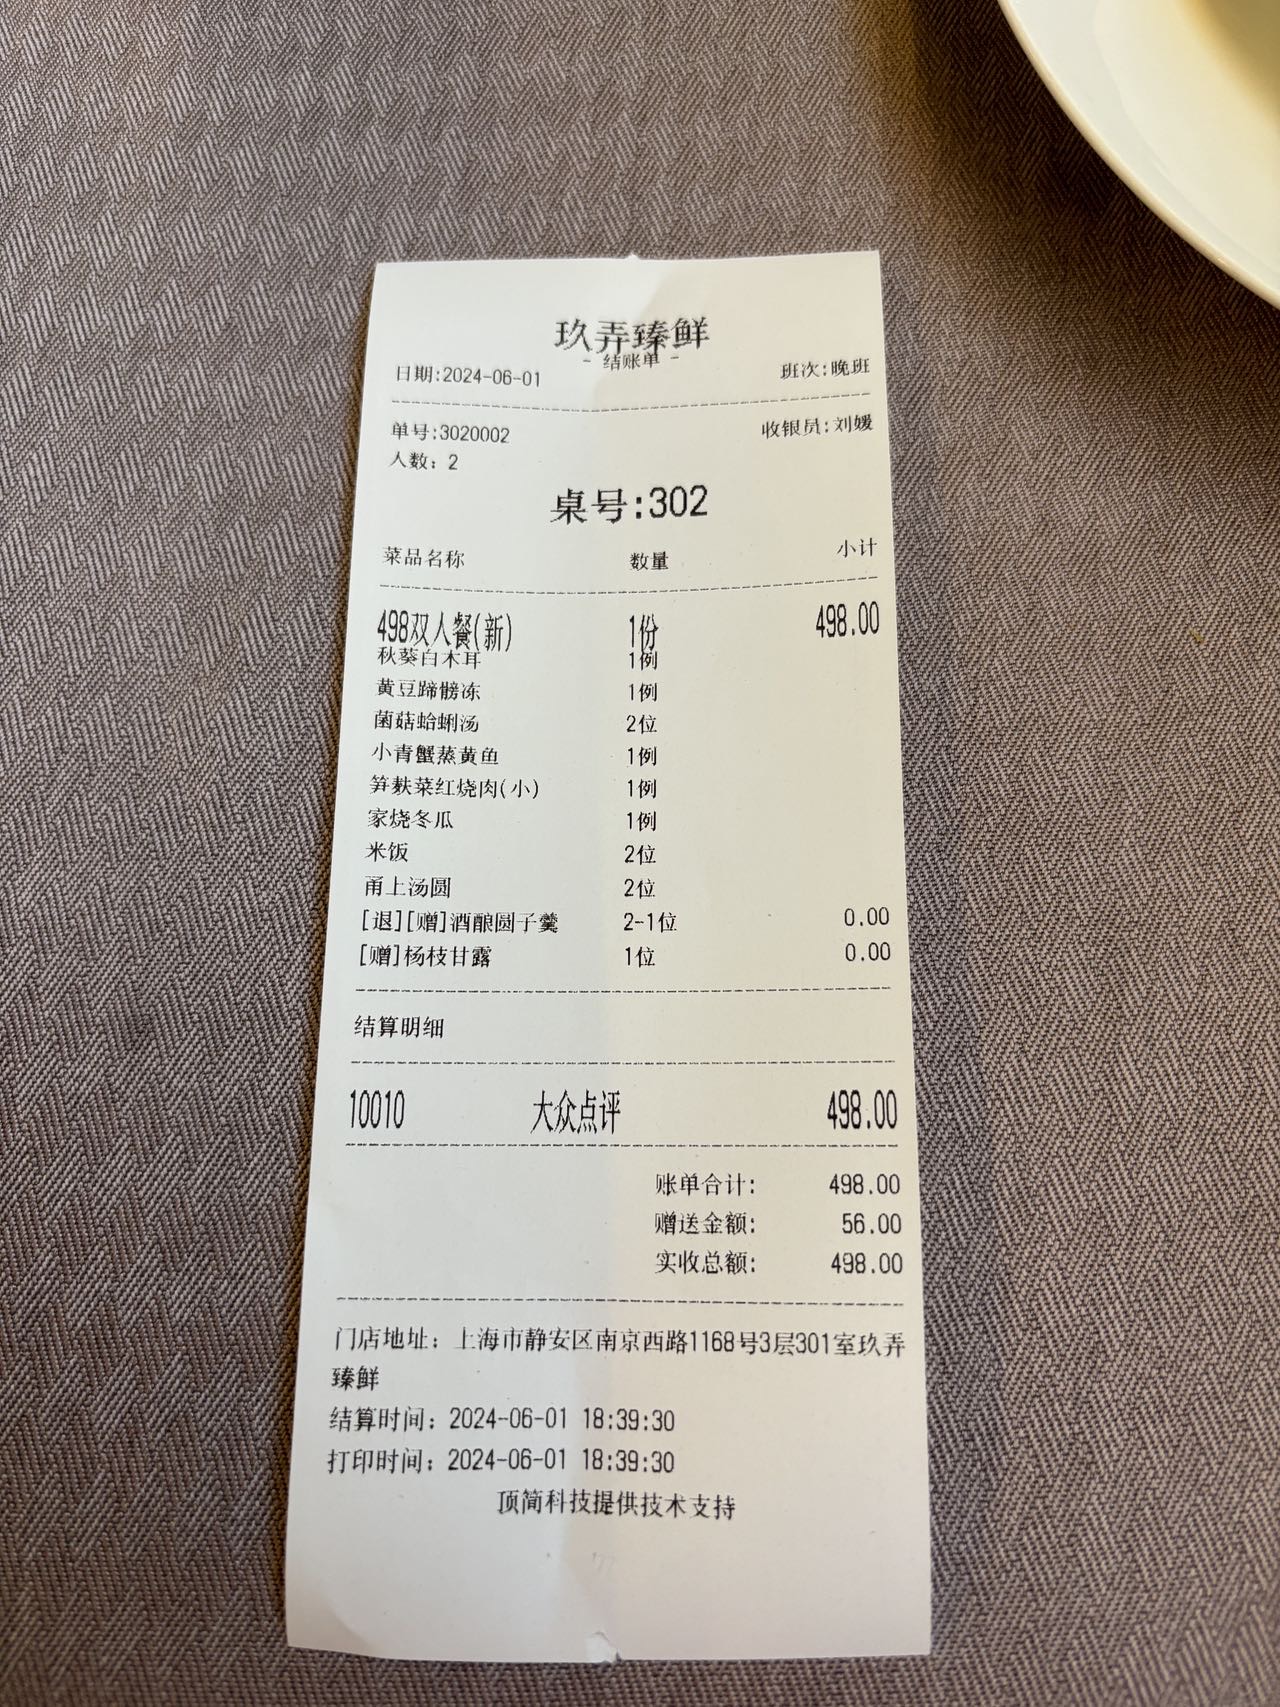 玖弄臻鲜
- 结账单 -
日期:2024-06-01 班次:晚班
单号:3020002 收银员:刘媛
人数: 2
桌号:302
菜品名称 数量 小计
498双人餐(新) 1份 498.00
秋葵白木耳 1例
黄豆蹄髈冻 1例
菌菇蛤蜊汤 2位
小青蟹蒸黄鱼 1例
笋麸菜红烧肉(小) 1例
家烧冬瓜 1例
米饭 2位
甬上汤圆 2位
[退][赠]酒酿圆子羹 2-1位 0.00
[赠]杨枝甘露 1位 0.00
结算明细
10010 大众点评 498.00
账单合计: 498.00
赠送金额: 56.00
实收总额: 498.00
门店地址: 上海市静安区南京西路1168号3层301室玖弄
臻鲜
结算时间: 2024-06-01 18:39:30
打印时间: 2024-06-01 18:39:30
顶简科技提供技术支持